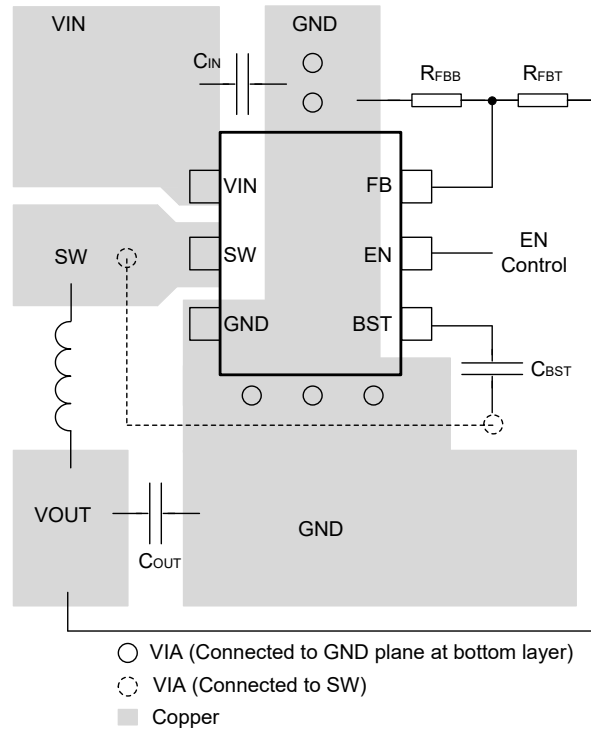 VIN
GND
CIN
RFBB
RFBT
VIN
FB
SW
SW
EN
EN
Control
GND
BST
CBST
VOUT
COUT
GND
VIA (Connected to GND plane at bottom layer)
VIA (Connected to SW)
Copper